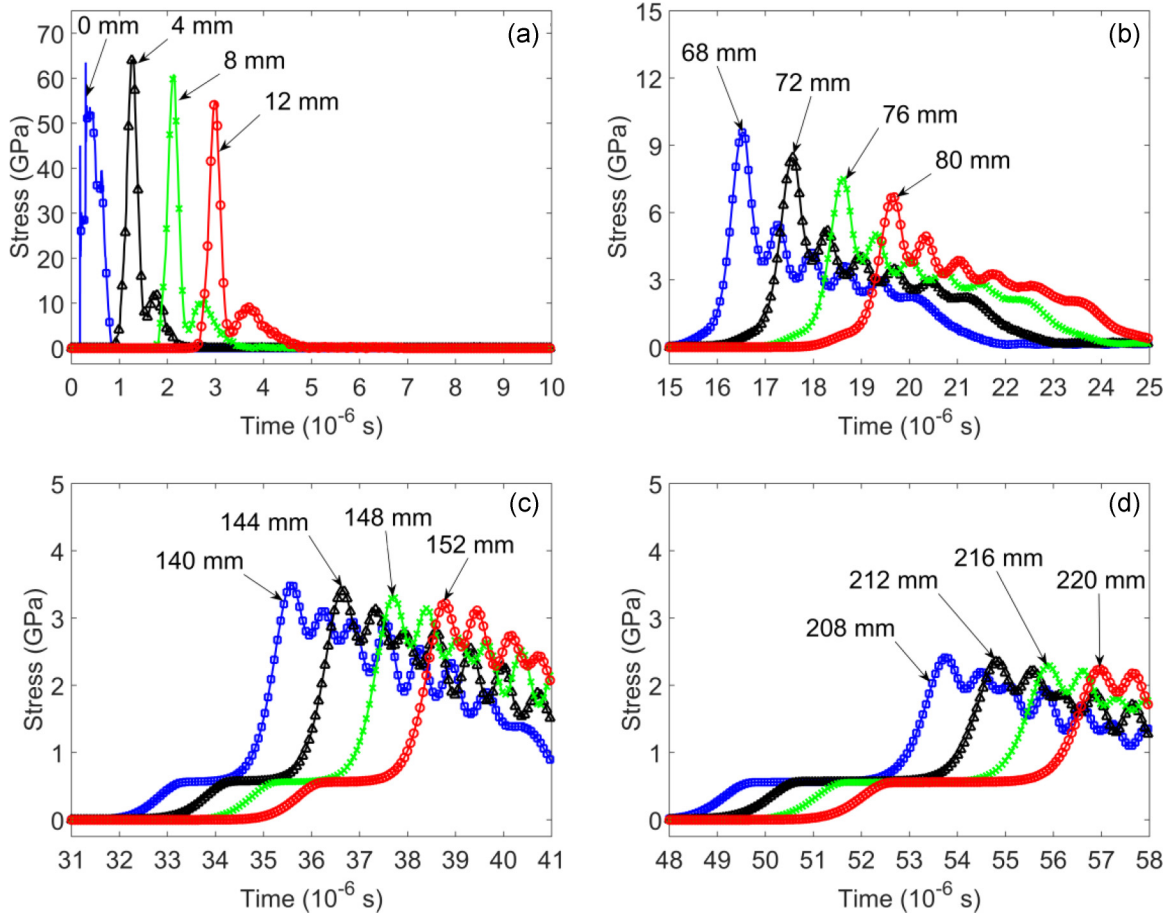 (a)
0 mm
4 mm
8 mm
12 mm
70
60
50
40
30
20
10
0
Stress (GPa)
0 1 2 3 4 5 6 7 8 9 10
Time (10⁻⁶ s)
(b)
68 mm
72 mm
76 mm
80 mm
15
12
9
6
3
0
Stress (GPa)
15 16 17 18 19 20 21 22 23 24 25
Time (10⁻⁶ s)
(c)
140 mm
144 mm
148 mm
152 mm
5
4
3
2
1
0
Stress (GPa)
31 32 33 34 35 36 37 38 39 40 41
Time (10⁻⁶ s)
(d)
208 mm
212 mm
216 mm
220 mm
5
4
3
2
1
0
Stress (GPa)
48 49 50 51 52 53 54 55 56 57 58
Time (10⁻⁶ s)